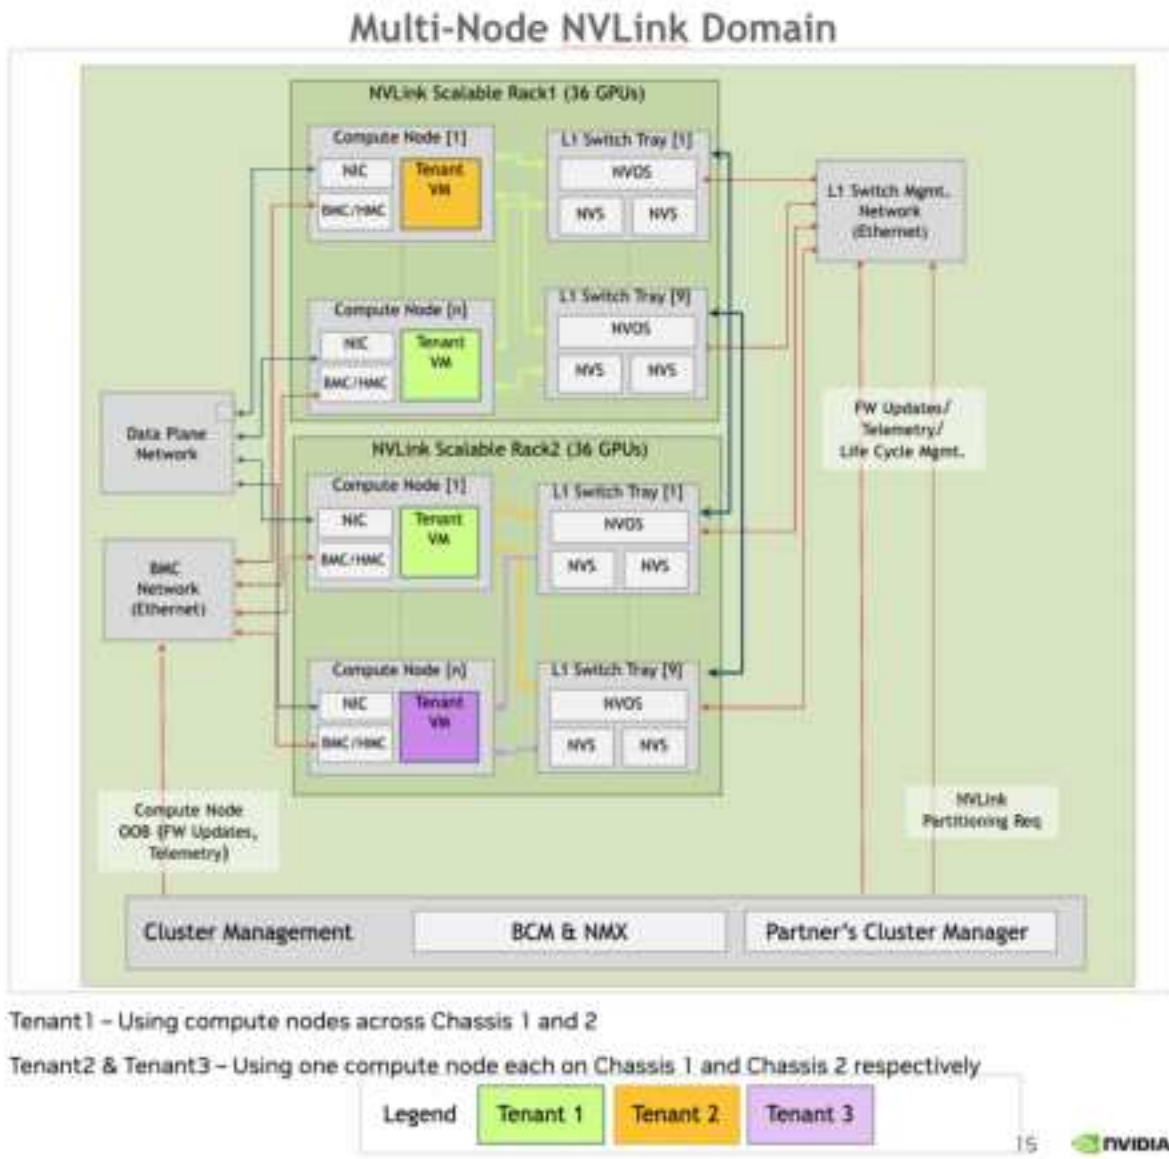 Multi-Node NVLink Domain
NVLink Scalable Rack1 (36 GPUs)
Compute Node [1]
NIC
BMC/HMC
Tenant
VM
L1 Switch Tray [1]
NVOS
NVS
NVS
L1 Switch Mgmt.
Network
(Ethernet)
Compute Node [n]
NIC
BMC/HMC
Tenant
VM
L1 Switch Tray [9]
NVOS
NVS
NVS
Data Plane
Network
FW Updates/
Telemetry/
Life Cycle Mgmt.
NVLink Scalable Rack2 (36 GPUs)
Compute Node [1]
NIC
BMC/HMC
Tenant
VM
L1 Switch Tray [1]
NVOS
NVS
NVS
BMC
Network
(Ethernet)
Compute Node [n]
NIC
BMC/HMC
Tenant
VM
L1 Switch Tray [9]
NVOS
NVS
NVS
Compute Node
OOB (FW Updates,
Telemetry)
NVLink
Partitioning Req
Cluster Management
BCM & NMX
Partner's Cluster Manager
Tenant1 – Using compute nodes across Chassis 1 and 2
Tenant2 & Tenant3 – Using one compute node each on Chassis 1 and Chassis 2 respectively
Legend
Tenant 1
Tenant 2
Tenant 3
15
NVIDIA